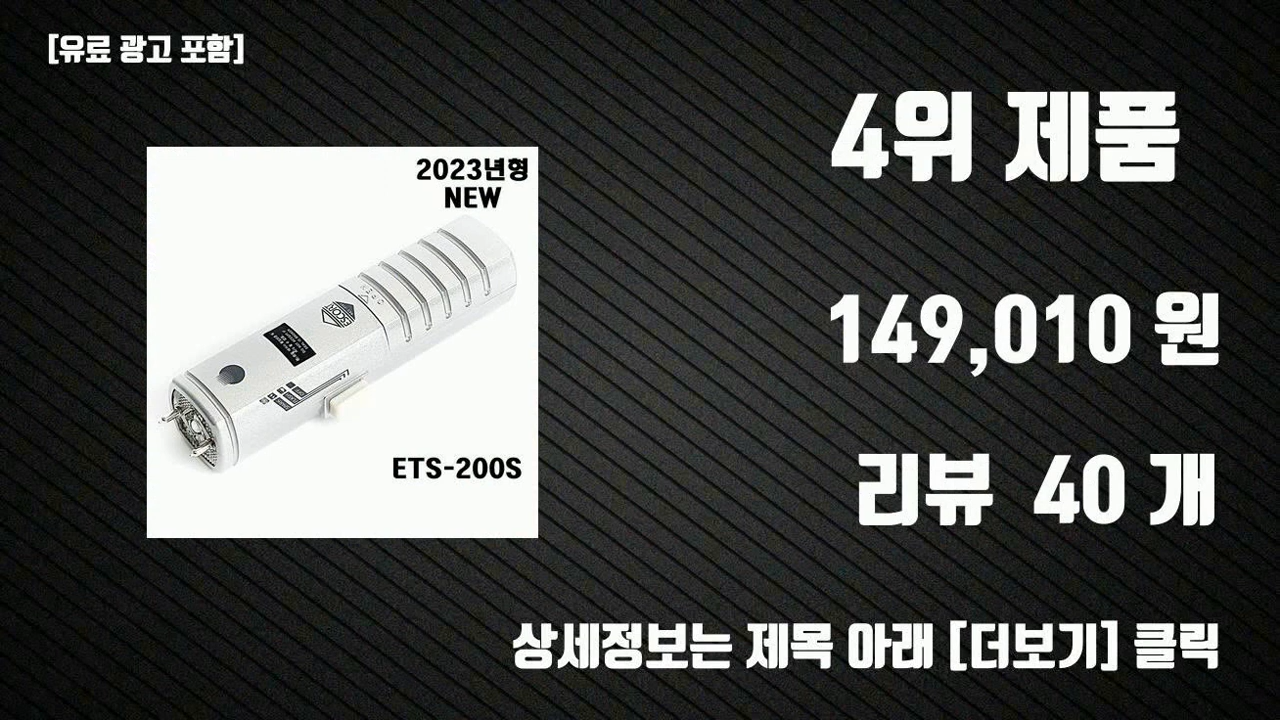 [유료 광고 포함]
4위 제품
2023년형
NEW
ESCORT
ETS-200S
149,010 원
리뷰 40 개
상세정보는 제목 아래 [더보기] 클릭